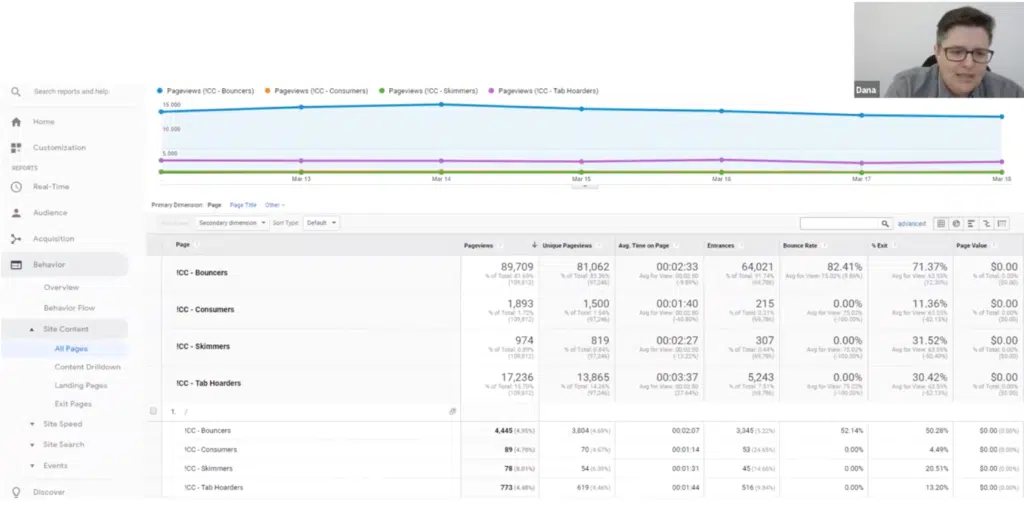 Dana
Search reports and help
Home
Customization
REPORTS
Real-Time
Audience
Acquisition
Behavior
Overview
Behavior Flow
Site Content
All Pages
Content Drilldown
Landing Pages
Exit Pages
Site Speed
Site Search
Events
Discover
Pageviews (!CC - Bouncers) Pageviews (!CC - Consumers) Pageviews (!CC - Skimmers) Pageviews (!CC - Tab Hoarders)
15,000
10,000
5,000
Mar 13 Mar 14 Mar 15 Mar 16 Mar 17 Mar 18
Primary Dimension: Page Page Title Other
Secondary dimension Sort Type: Default advanced
Page Pageviews Unique Pageviews Avg. Time on Page Entrances Bounce Rate % Exit Page Value
!CC - Bouncers 89,709 81,062 00:02:33 64,021 82.41% 71.37% $0.00
!CC - Consumers 1,893 1,500 00:01:40 215 0.00% 11.36% $0.00
!CC - Skimmers 974 819 00:02:27 307 0.00% 31.52% $0.00
!CC - Tab Hoarders 17,236 13,865 00:03:37 5,243 0.00% 30.42% $0.00
1. /
!CC - Bouncers 4,445 (4.95%) 3,804 (4.69%) 00:02:07 3,345 (5.22%) 52.14% 50.28% $0.00 (0.00%)
!CC - Consumers 89 (4.70%) 70 (4.67%) 00:01:14 53 (24.65%) 0.00% 4.49% $0.00 (0.00%)
!CC - Skimmers 78 (8.01%) 54 (6.59%) 00:01:31 45 (14.66%) 0.00% 20.51% $0.00 (0.00%)
!CC - Tab Hoarders 773 (4.48%) 619 (4.46%) 00:01:44 516 (9.84%) 0.00% 13.20% $0.00 (0.00%)